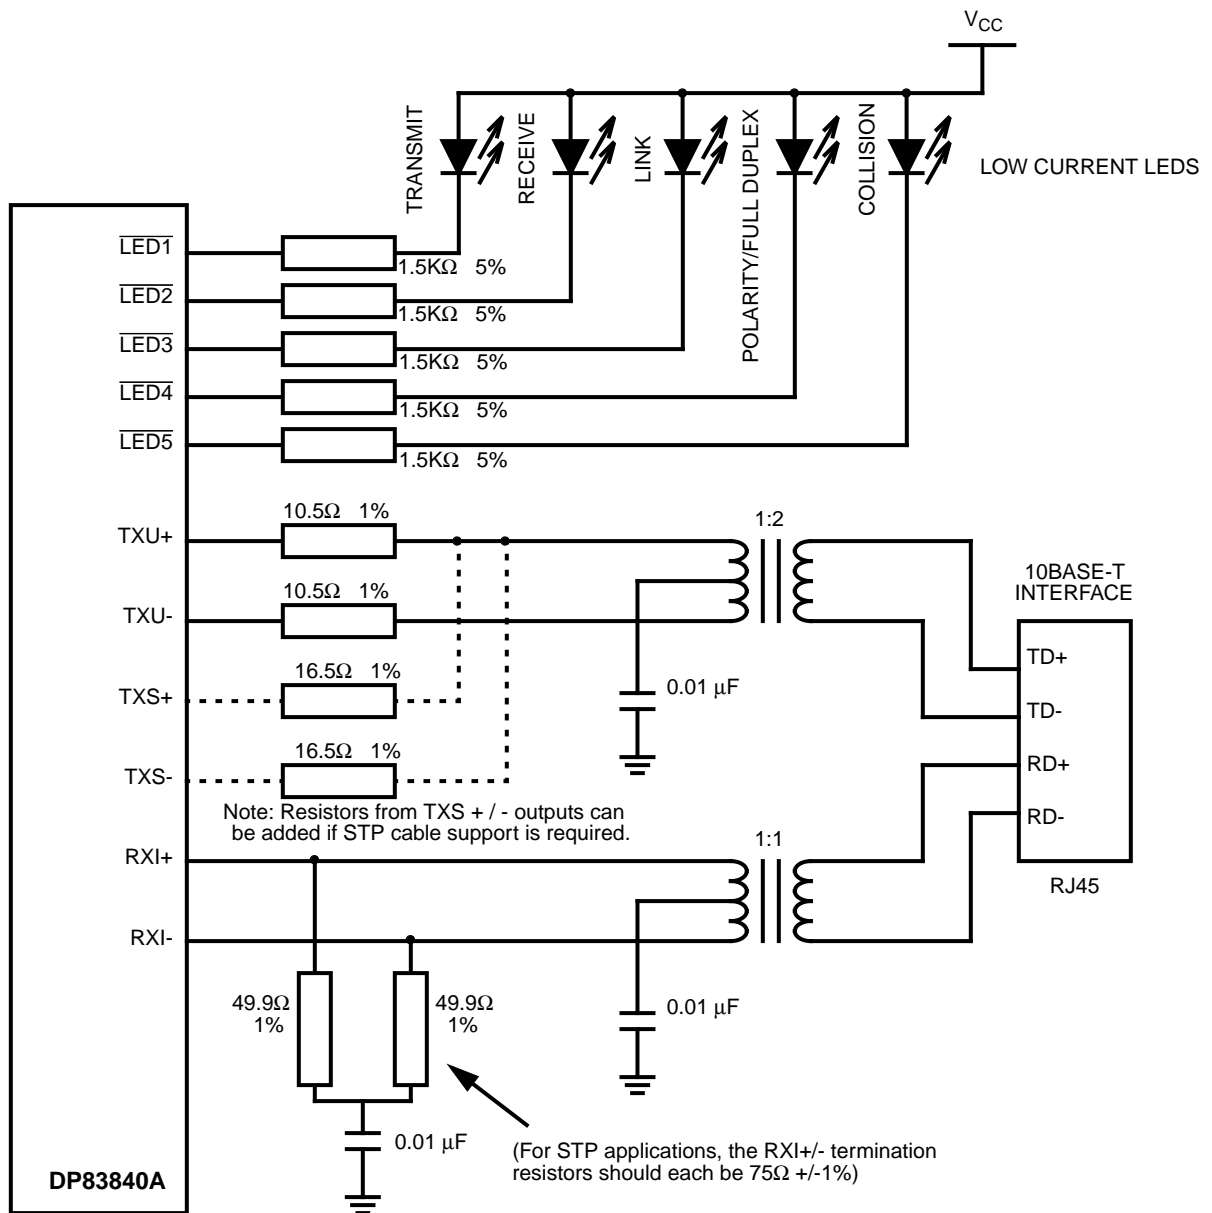 VCC
TRANSMIT
RECEIVE
LINK
POLARITY/FULL DUPLEX
COLLISION
LOW CURRENT LEDS
LED1
1.5KΩ 5%
LED2
1.5KΩ 5%
LED3
1.5KΩ 5%
LED4
1.5KΩ 5%
LED5
1.5KΩ 5%
10.5Ω 1%
TXU+
1:2
10BASE-T
INTERFACE
10.5Ω 1%
TXU-
TD+
16.5Ω 1%
TXS+
0.01 µF
TD-
16.5Ω 1%
TXS-
RD+
Note: Resistors from TXS + / - outputs can
be added if STP cable support is required.
RD-
1:1
RXI+
RJ45
RXI-
49.9Ω
1%
49.9Ω
1%
0.01 µF
0.01 µF
(For STP applications, the RXI+/- termination
resistors should each be 75Ω +/-1%)
DP83840A